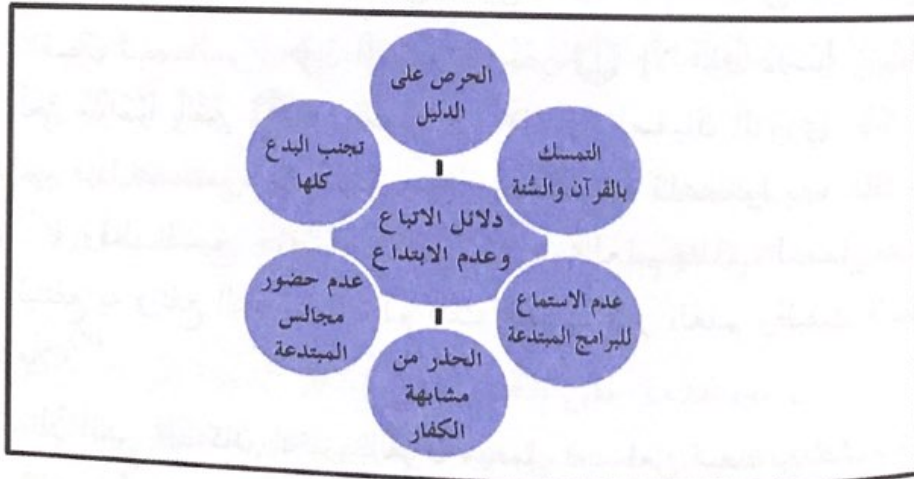 الحرص على
الدليل
التمسك
بالقرآن والسُّنة
عدم الاستماع
للبرامج المبتدعة
الحذر من
مشابهة
الكفار
عدم حضور
مجالس
المبتدعة
تجنب البدع
كلها
دلائل الاتباع
وعدم الابتداع